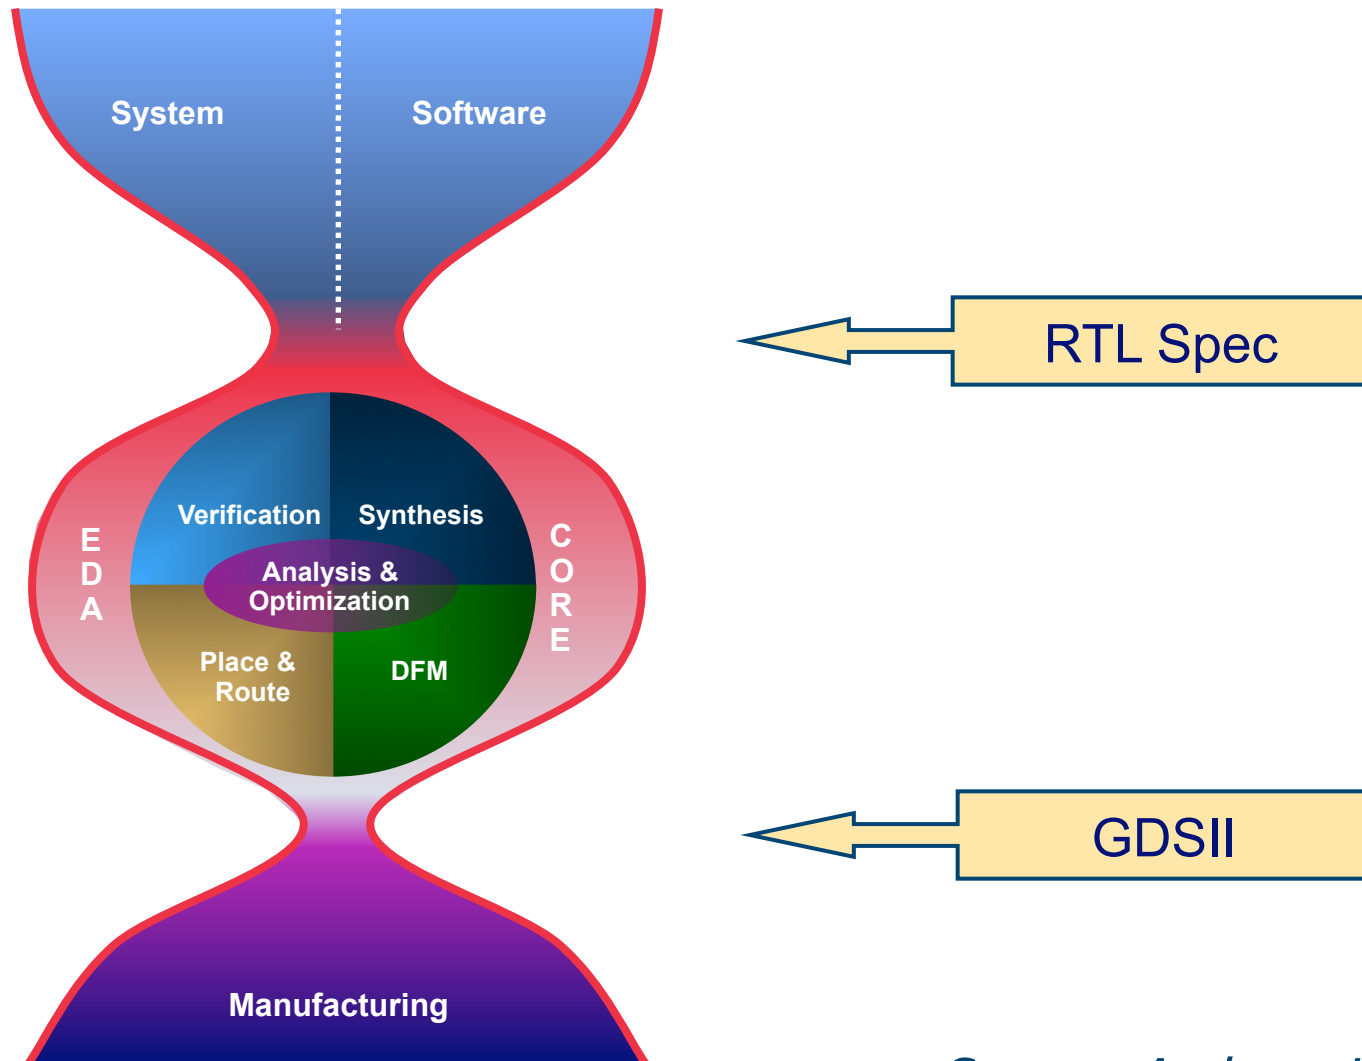 System
Software
RTL Spec
Verification
Synthesis
E
D
A
C
O
R
E
Analysis &
Optimization
Place &
Route
DFM
GDSII
Manufacturing